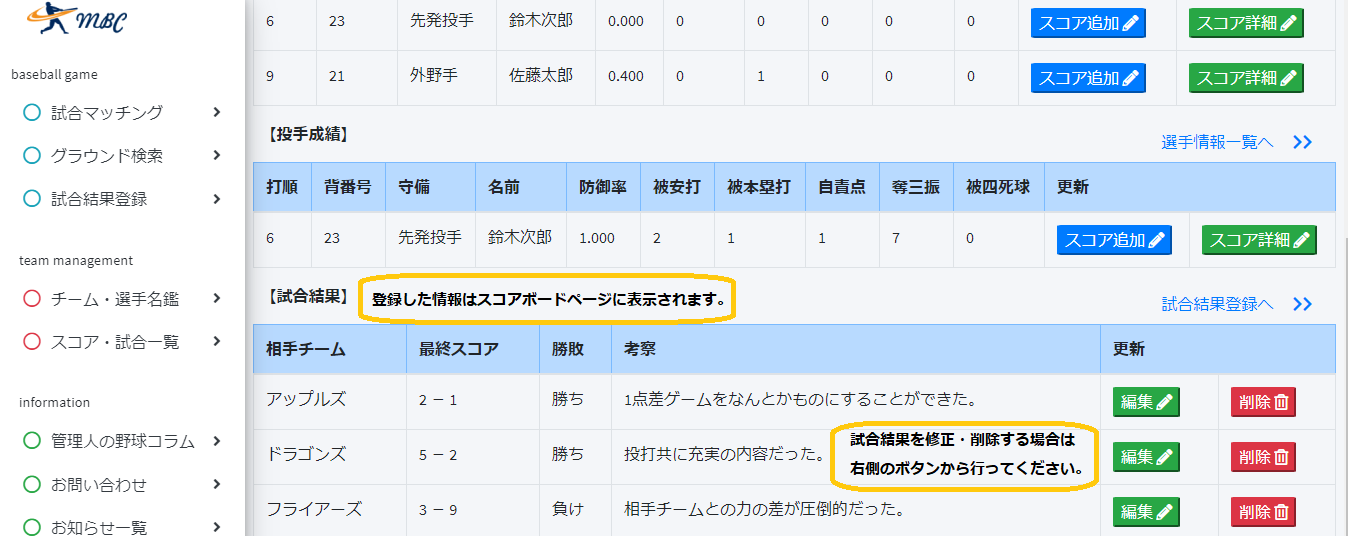 MBC
baseball game
試合マッチング
グラウンド検索
試合結果登録
team management
チーム・選手名鑑
スコア・試合一覧
information
管理人の野球コラム
お問い合わせ
お知らせ一覧
6 23 先発投手 鈴木次郎 0.000 0 0 0 0 0 スコア追加 スコア詳細
9 21 外野手 佐藤太郎 0.400 0 1 0 0 0 スコア追加 スコア詳細
【投手成績】
選手情報一覧へ
打順 背番号 守備 名前 防御率 被安打 被本塁打 自責点 奪三振 被四死球 更新
6 23 先発投手 鈴木次郎 1.000 2 1 1 7 0 スコア追加 スコア詳細
【試合結果】 登録した情報はスコアボードページに表示されます。
試合結果登録へ
相手チーム 最終スコア 勝敗 考察 更新
アップルズ 2 − 1 勝ち 1点差ゲームをなんとかものにすることができた。 編集 削除
ドラゴンズ 5 − 2 勝ち 投打共に充実の内容だった。 編集 削除
試合結果を修正・削除する場合は
右側のボタンから行ってください。
フライアーズ 3 − 9 負け 相手チームとの力の差が圧倒的だった。 編集 削除